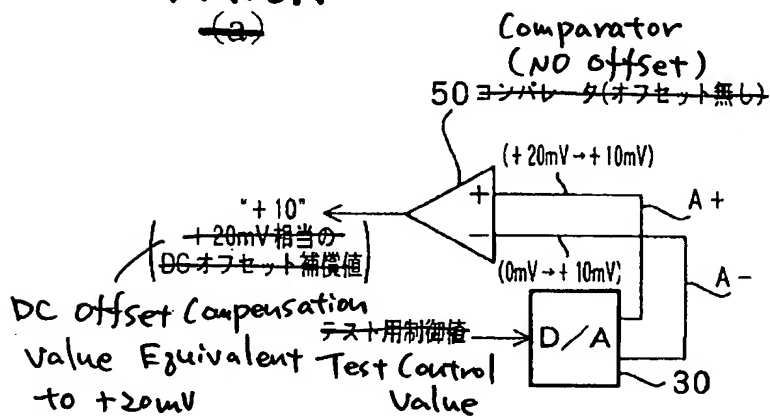 (a)
Comparator
(NO Offset)
50 コンパレータ(オフセット無し)
(+20mV→+10mV)
A+
+
"+10"
+20mV相当の
DCオフセット補償値
−
(0mV→+10mV)
A-
DC Offset Compensation
Value Equivalent
to +20mV
テスト用制御値
Test Control
Value
D/A
30